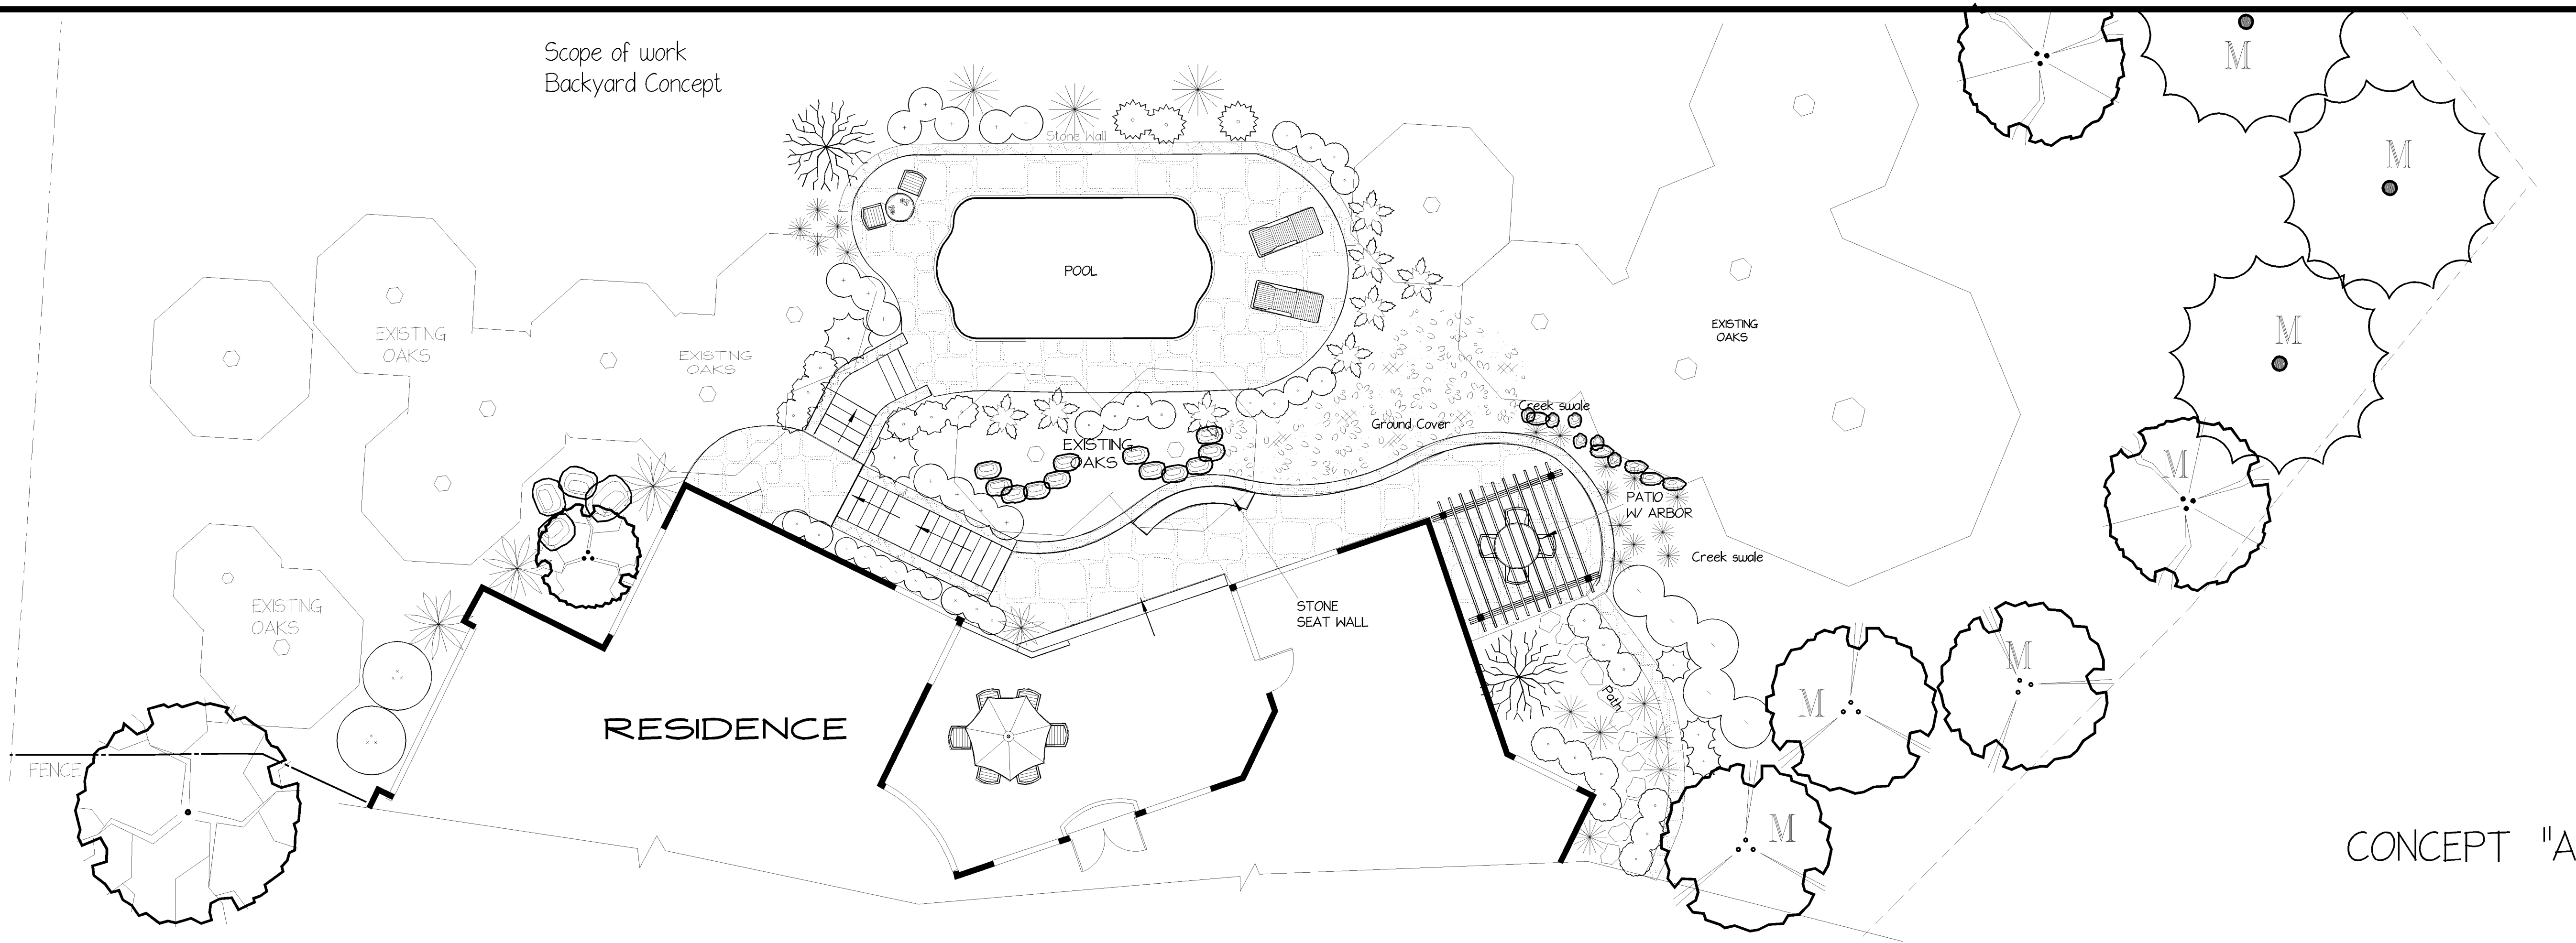 Scope of work
Backyard Concept
M
Stone Wall
M
POOL
EXISTING
OAKS
EXISTING
OAKS
EXISTING
OAKS
M
Creek swale
Ground Cover
EXISTING
OAKS
M
PATIO
W/ ARBOR
Creek swale
EXISTING
OAKS
STONE
SEAT WALL
M
Path
M
RESIDENCE
FENCE
M
CONCEPT "A